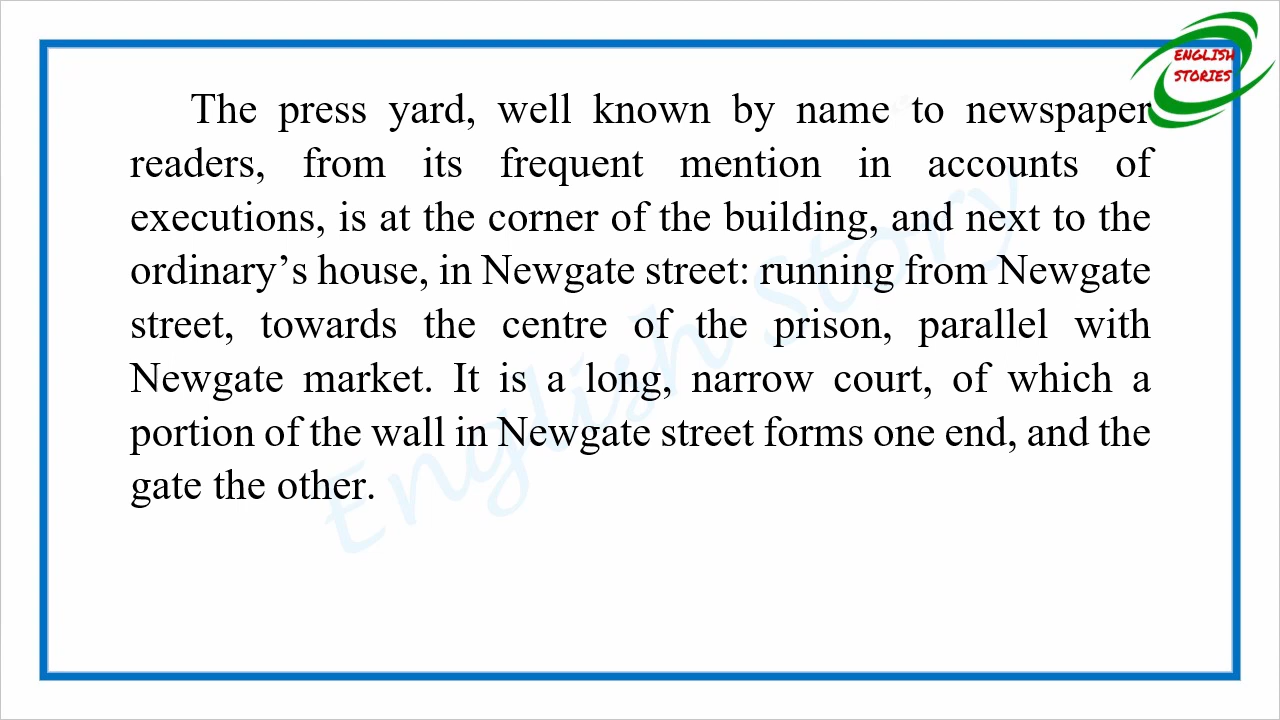 ENGLISH
STORIES
The press yard, well known by name to newspaper
readers, from its frequent mention in accounts of
executions, is at the corner of the building, and next to the
ordinary’s house, in Newgate street: running from Newgate
street, towards the centre of the prison, parallel with
Newgate market. It is a long, narrow court, of which a
portion of the wall in Newgate street forms one end, and the
gate the other.
English Story